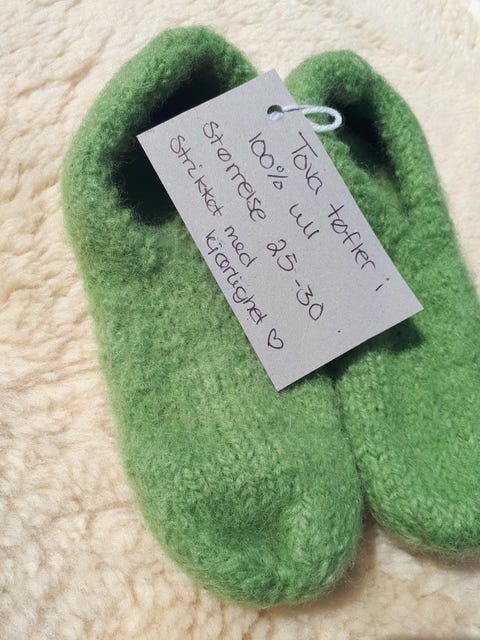 Tova tøfler i
100% ull
Størrelse 25-30
Strikket med
kjærlighet ♡